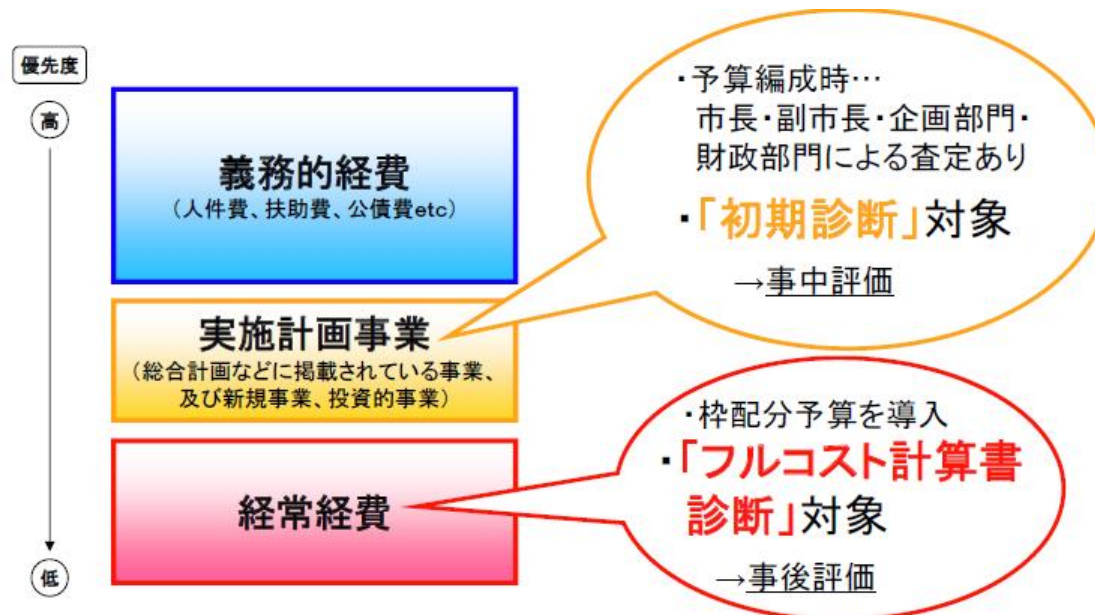 優先度
高
義務的経費
（人件費、扶助費、公債費etc）
実施計画事業
（総合計画などに掲載されている事業、
及び新規事業、投資的事業）
経常経費
低
・予算編成時…
市長・副市長・企画部門・
財政部門による査定あり
・「初期診断」対象
→事中評価
・枠配分予算を導入
・「フルコスト計算書
診断」対象
→事後評価